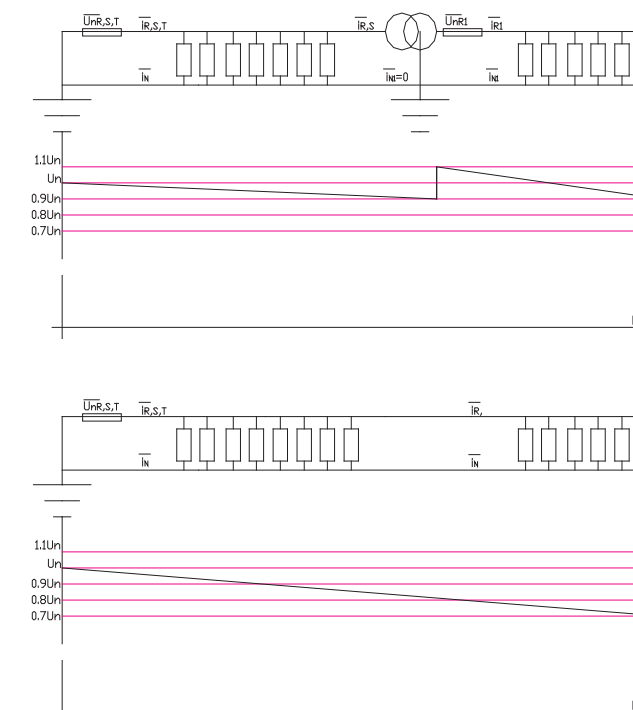 UnR,S,T iR,S,T iR,S UnR1 iR1
iN iN1=0 iN1
1.1Un
Un
0.9Un
0.8Un
0.7Un
UnR,S,T iR,S,T iR,
iN iN
1.1Un
Un
0.9Un
0.8Un
0.7Un